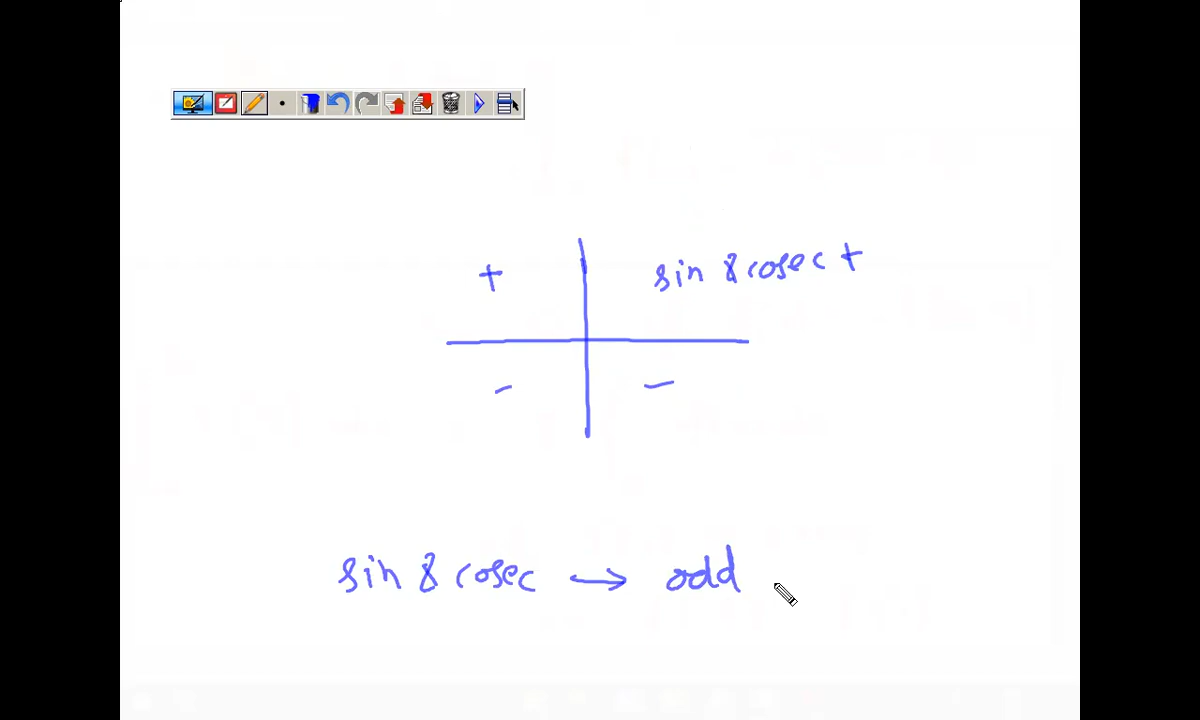 + sin & cosec +
- -
sin & cosec → odd